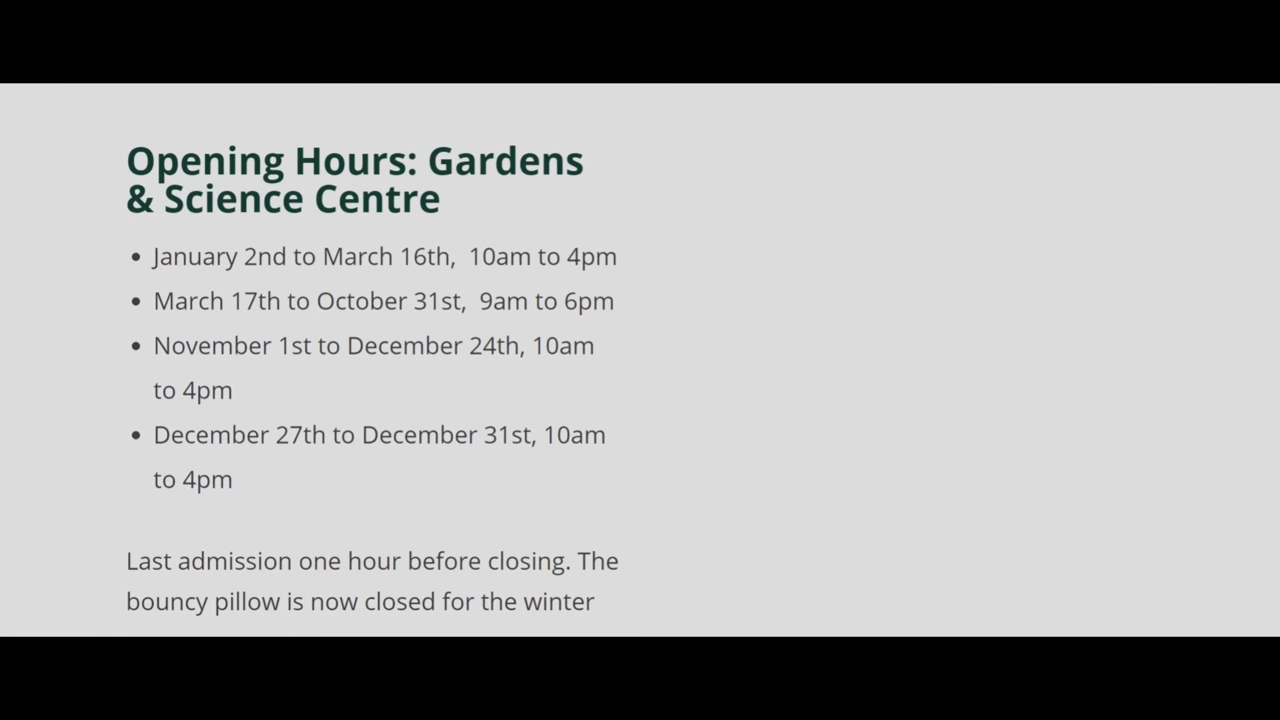 Opening Hours: Gardens
& Science Centre
• January 2nd to March 16th,  10am to 4pm
• March 17th to October 31st,  9am to 6pm
• November 1st to December 24th, 10am
to 4pm
• December 27th to December 31st, 10am
to 4pm
Last admission one hour before closing. The
bouncy pillow is now closed for the winter